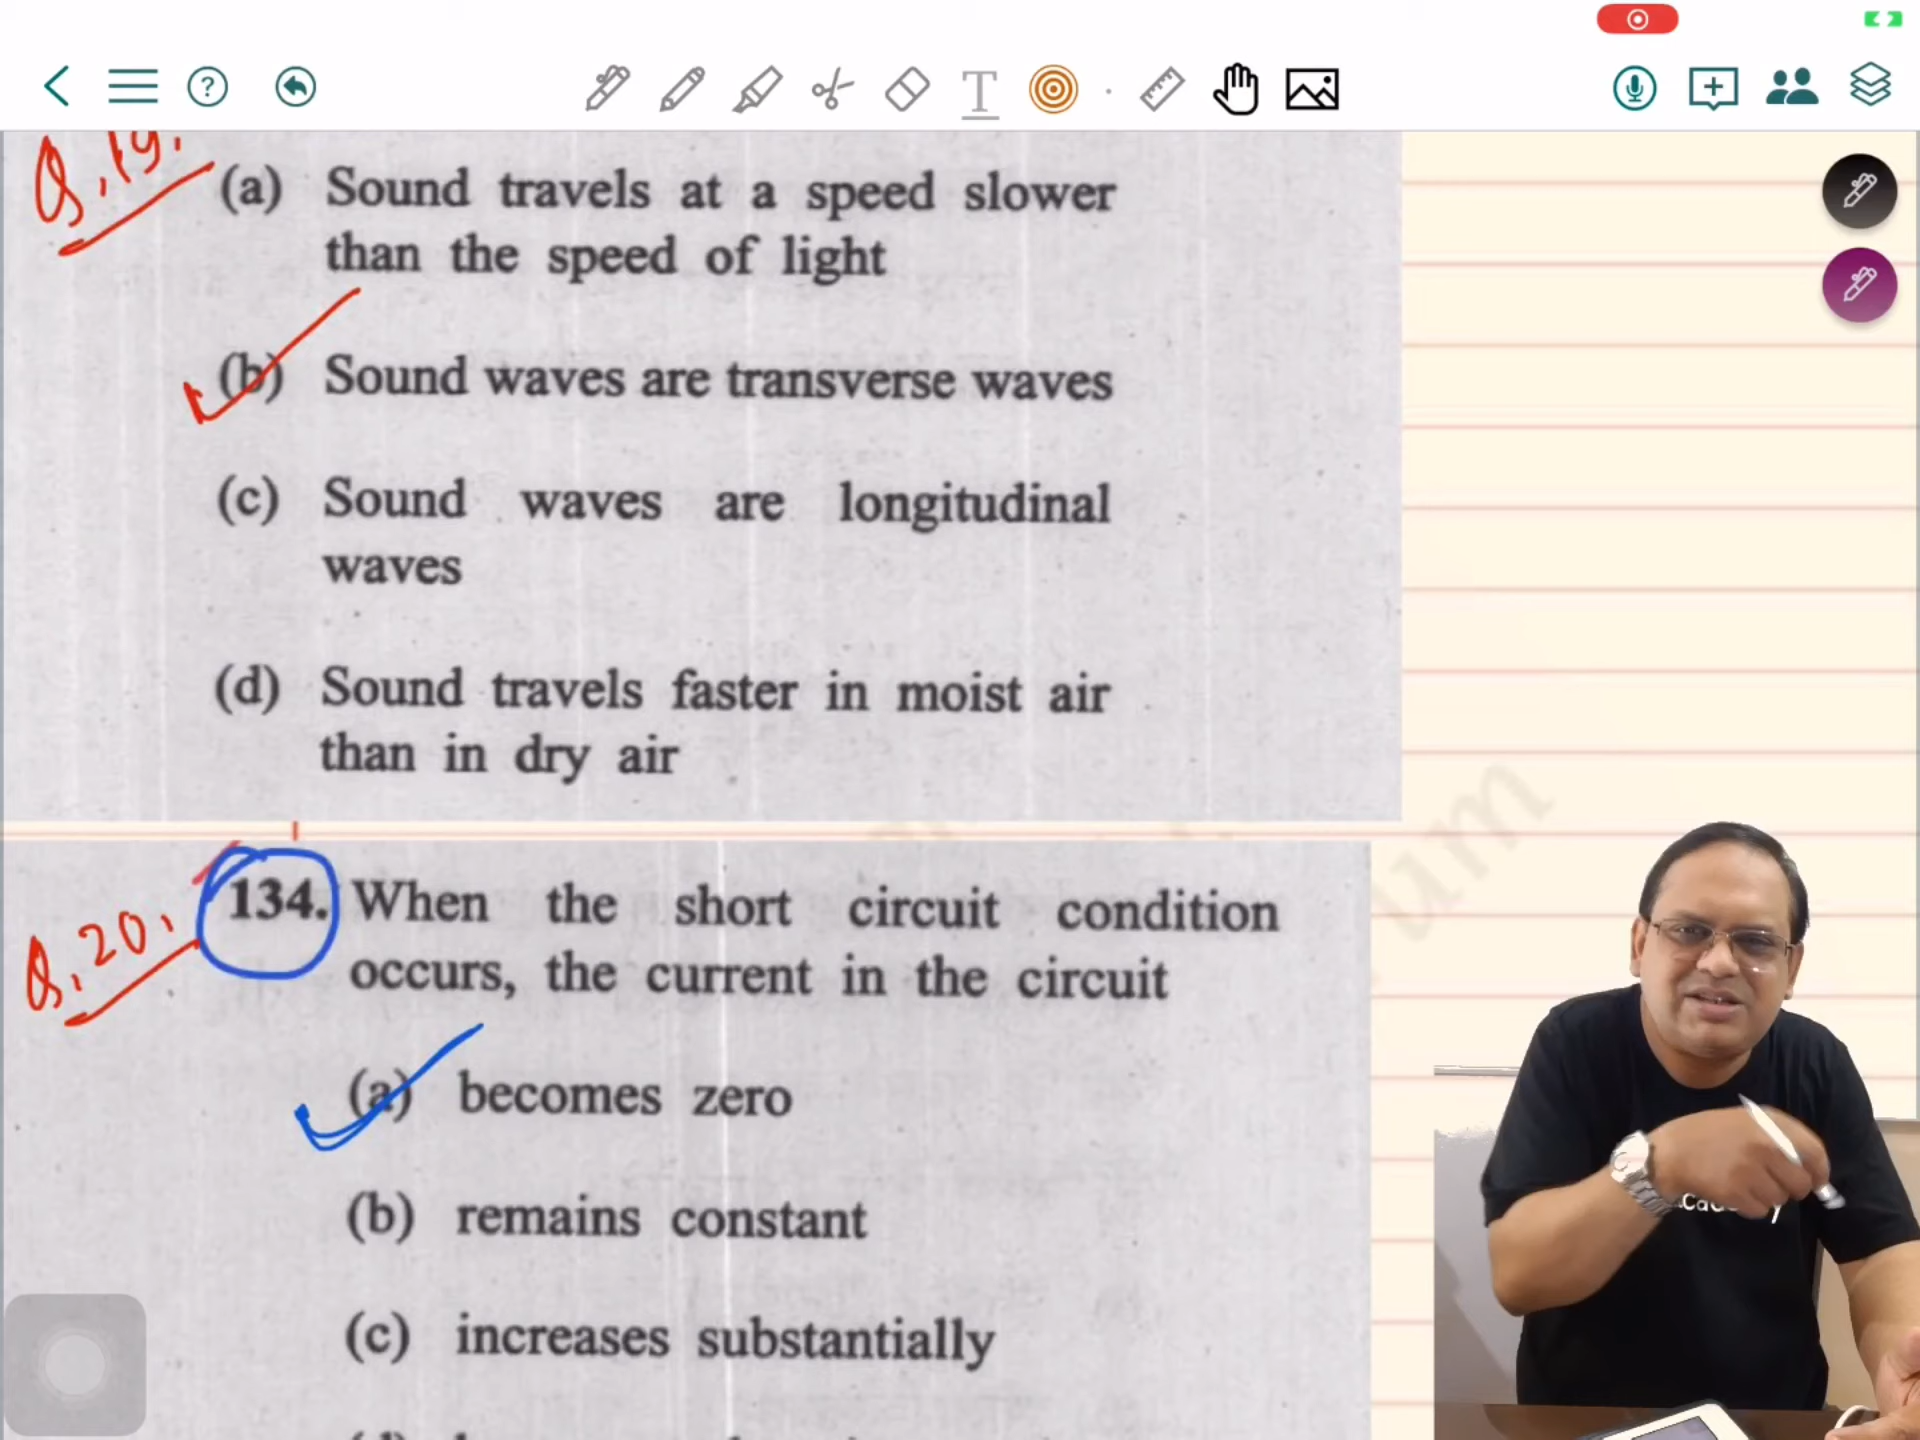 Q.19.
(a) Sound travels at a speed slower
than the speed of light
(b) Sound waves are transverse waves
(c) Sound waves are longitudinal
waves
(d) Sound travels faster in moist air
than in dry air
Q.20.
134. When the short circuit condition
occurs, the current in the circuit
(a) becomes zero
(b) remains constant
(c) increases substantially